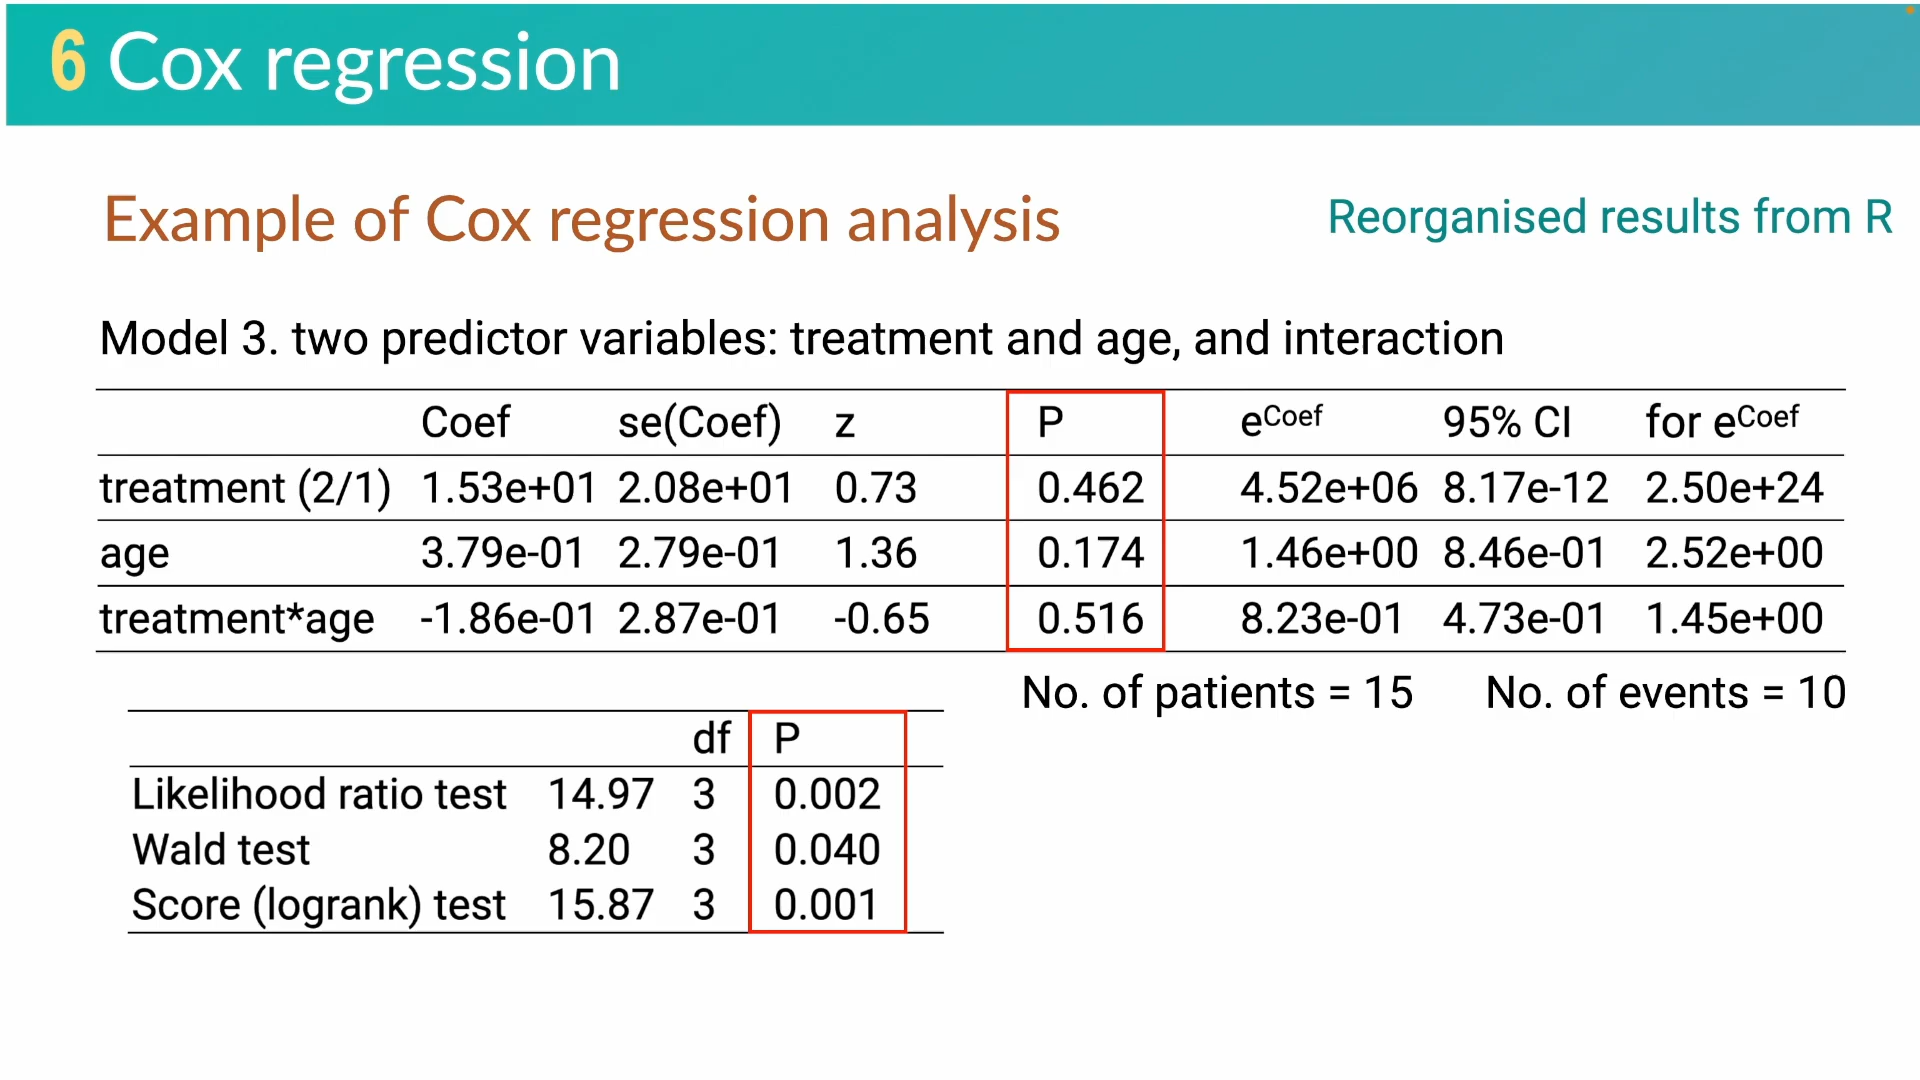 6 Cox regression
Example of Cox regression analysis
Reorganised results from R
Model 3. two predictor variables: treatment and age, and interaction
Coef se(Coef) z P eCoef 95% CI for eCoef
treatment (2/1) 1.53e+01 2.08e+01 0.73 0.462 4.52e+06 8.17e-12 2.50e+24
age 3.79e-01 2.79e-01 1.36 0.174 1.46e+00 8.46e-01 2.52e+00
treatment*age -1.86e-01 2.87e-01 -0.65 0.516 8.23e-01 4.73e-01 1.45e+00
No. of patients = 15 No. of events = 10
df P
Likelihood ratio test 14.97 3 0.002
Wald test 8.20 3 0.040
Score (logrank) test 15.87 3 0.001